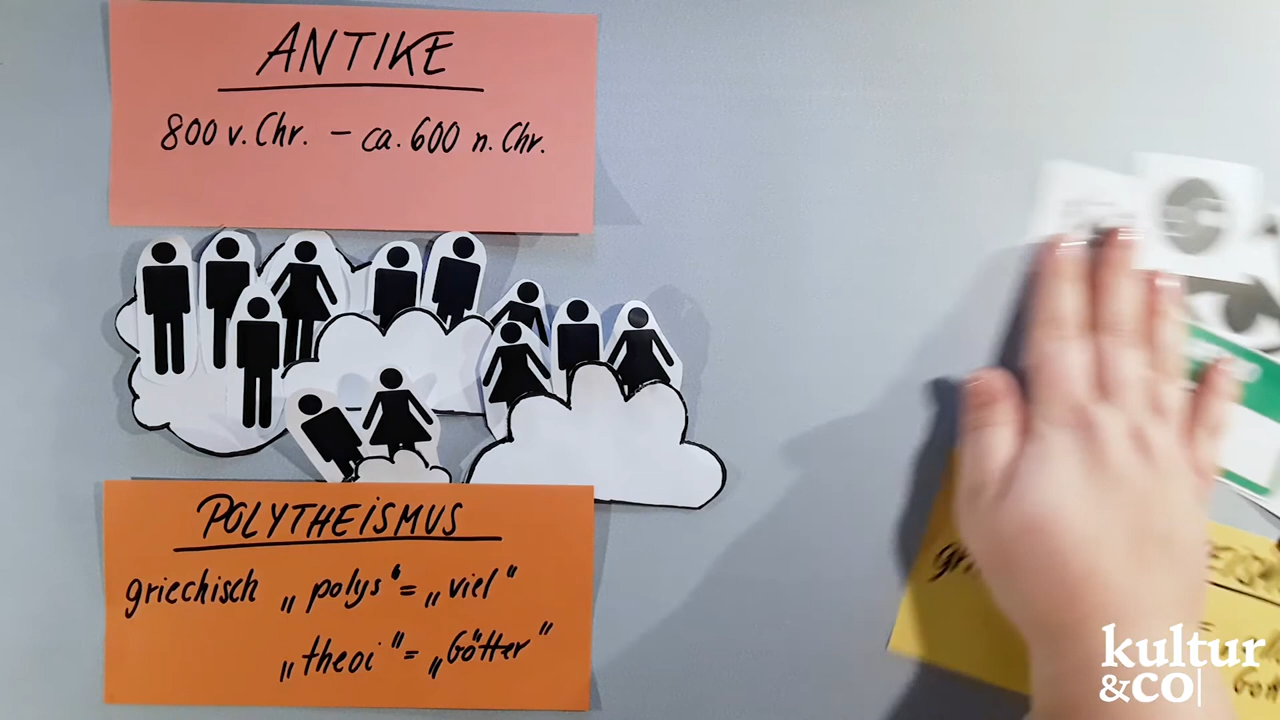 ANTIKE
800 v. Chr. – ca. 600 n. Chr.
POLYTHEISMUS
griechisch „polys" = „viel"
„theoi" = „Götter"
kultur
&CO|